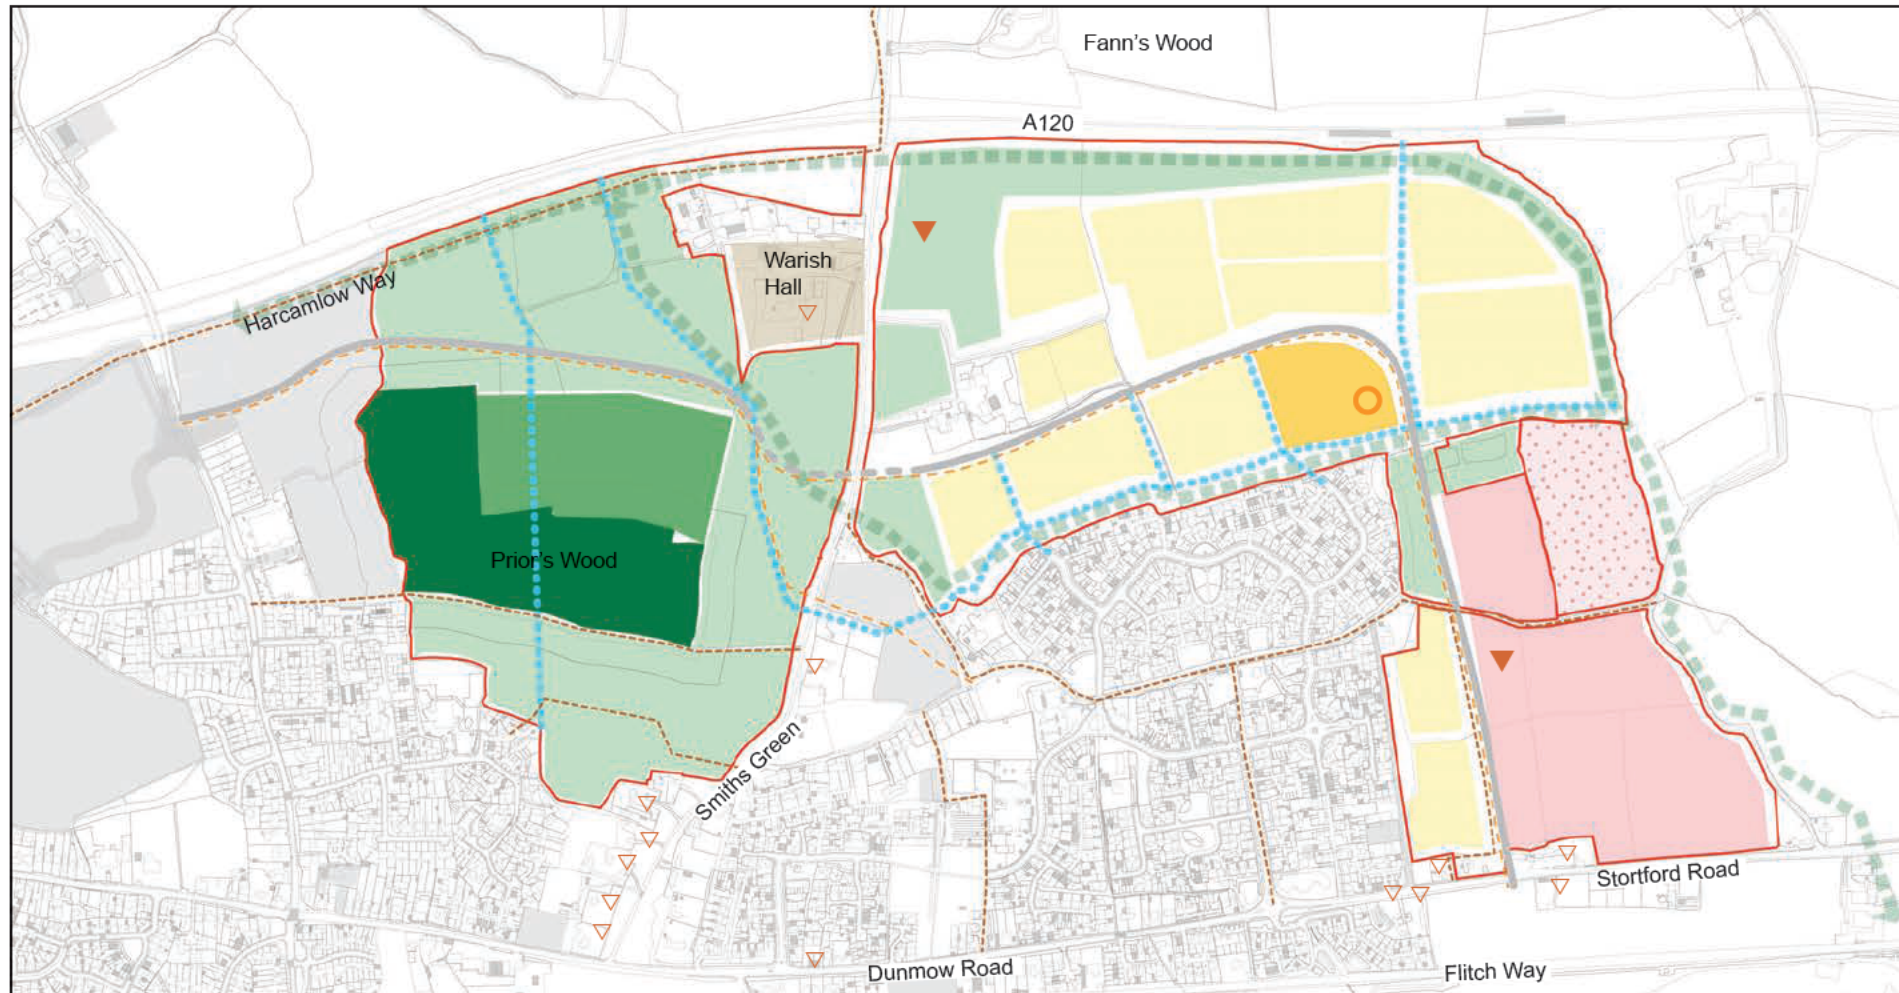 Fann's Wood
A120
Warish
Hall
Harcamlow Way
Prior's Wood
Smiths Green
Stortford Road
Dunmow Road
Flitch Way